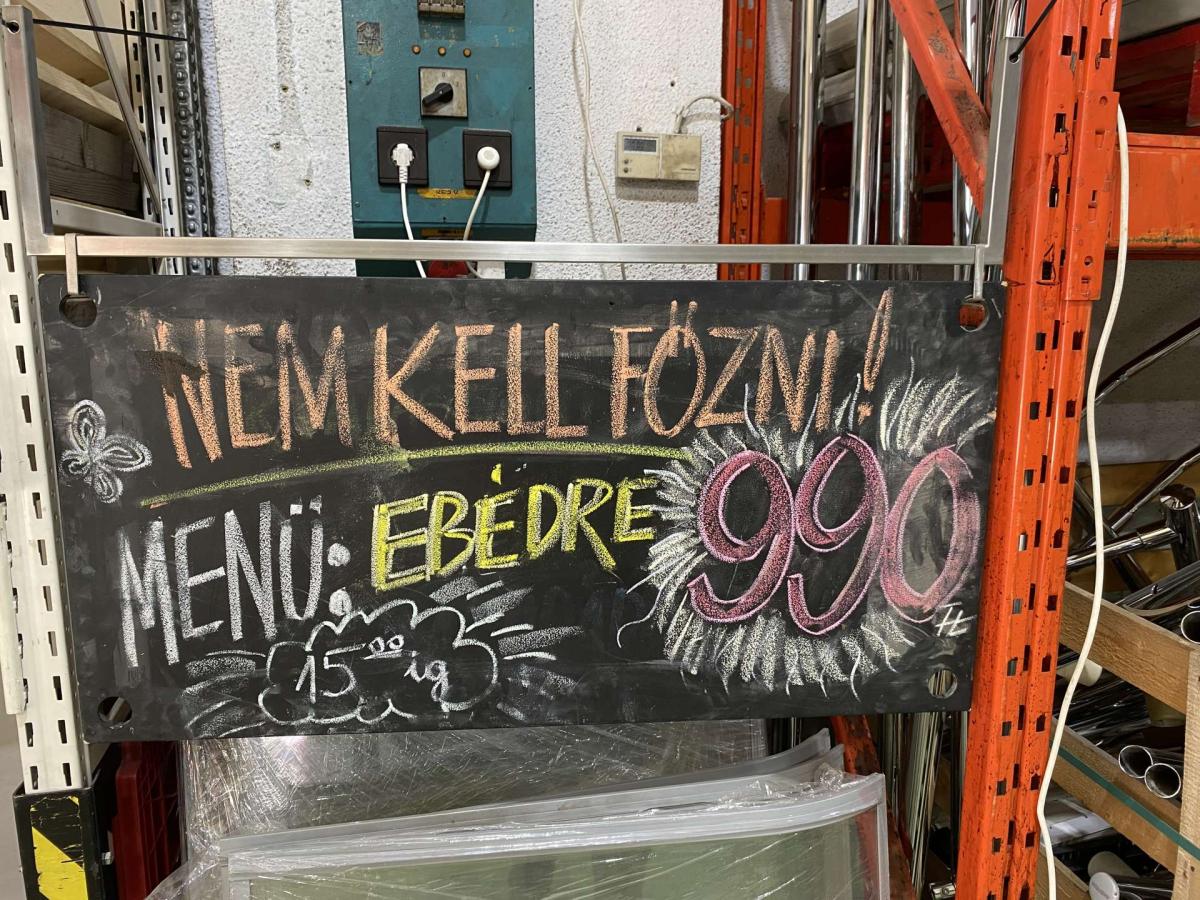 NEM KELL FŐZNI!
MENÜ: EBÉDRE 990
15⁰⁰ ig
Ft